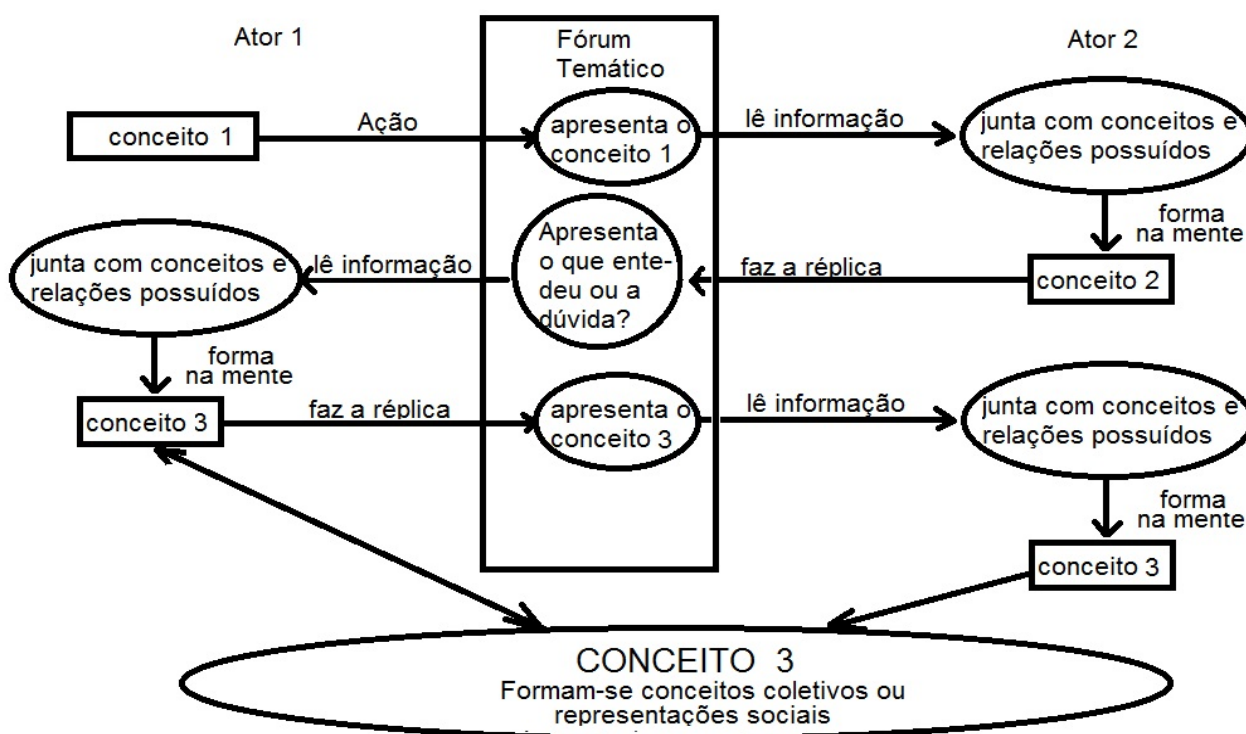 Ator 1
Fórum
Temático
Ator 2
conceito 1
Ação
apresenta o
conceito 1
lê informação
junta com conceitos e
relações possuídos
forma
na mente
conceito 2
faz a réplica
Apresenta
o que ente-
deu ou a
dúvida?
lê informação
junta com conceitos e
relações possuídos
forma
na mente
conceito 3
faz a réplica
apresenta o
conceito 3
lê informação
junta com conceitos e
relações possuídos
forma
na mente
conceito 3
CONCEITO 3
Formam-se conceitos coletivos ou
representações sociais